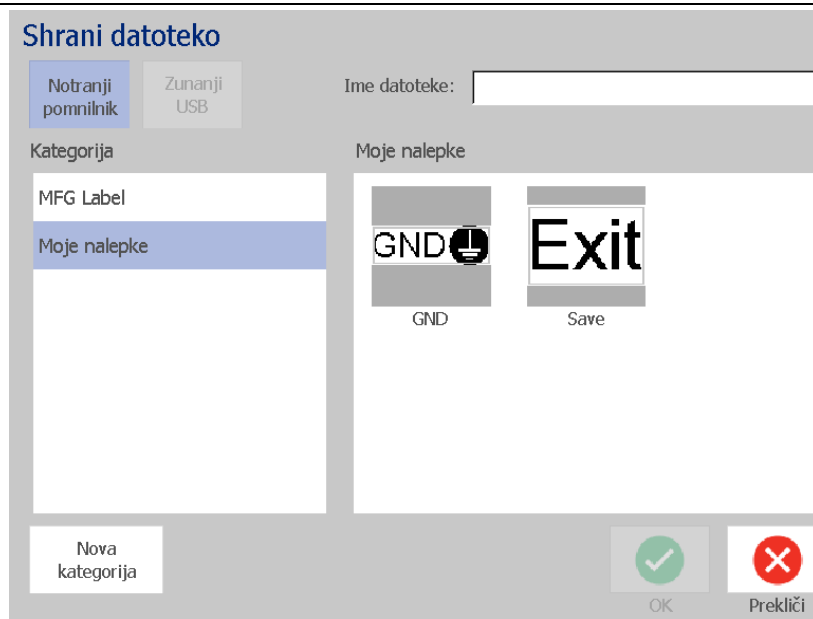 Shrani datoteko
Notranji
pomnilnik
Zunanji
USB
Ime datoteke:
Kategorija
Moje nalepke
MFG Label
Moje nalepke
GND
Exit
GND
Save
Nova
kategorija
OK
Prekliči